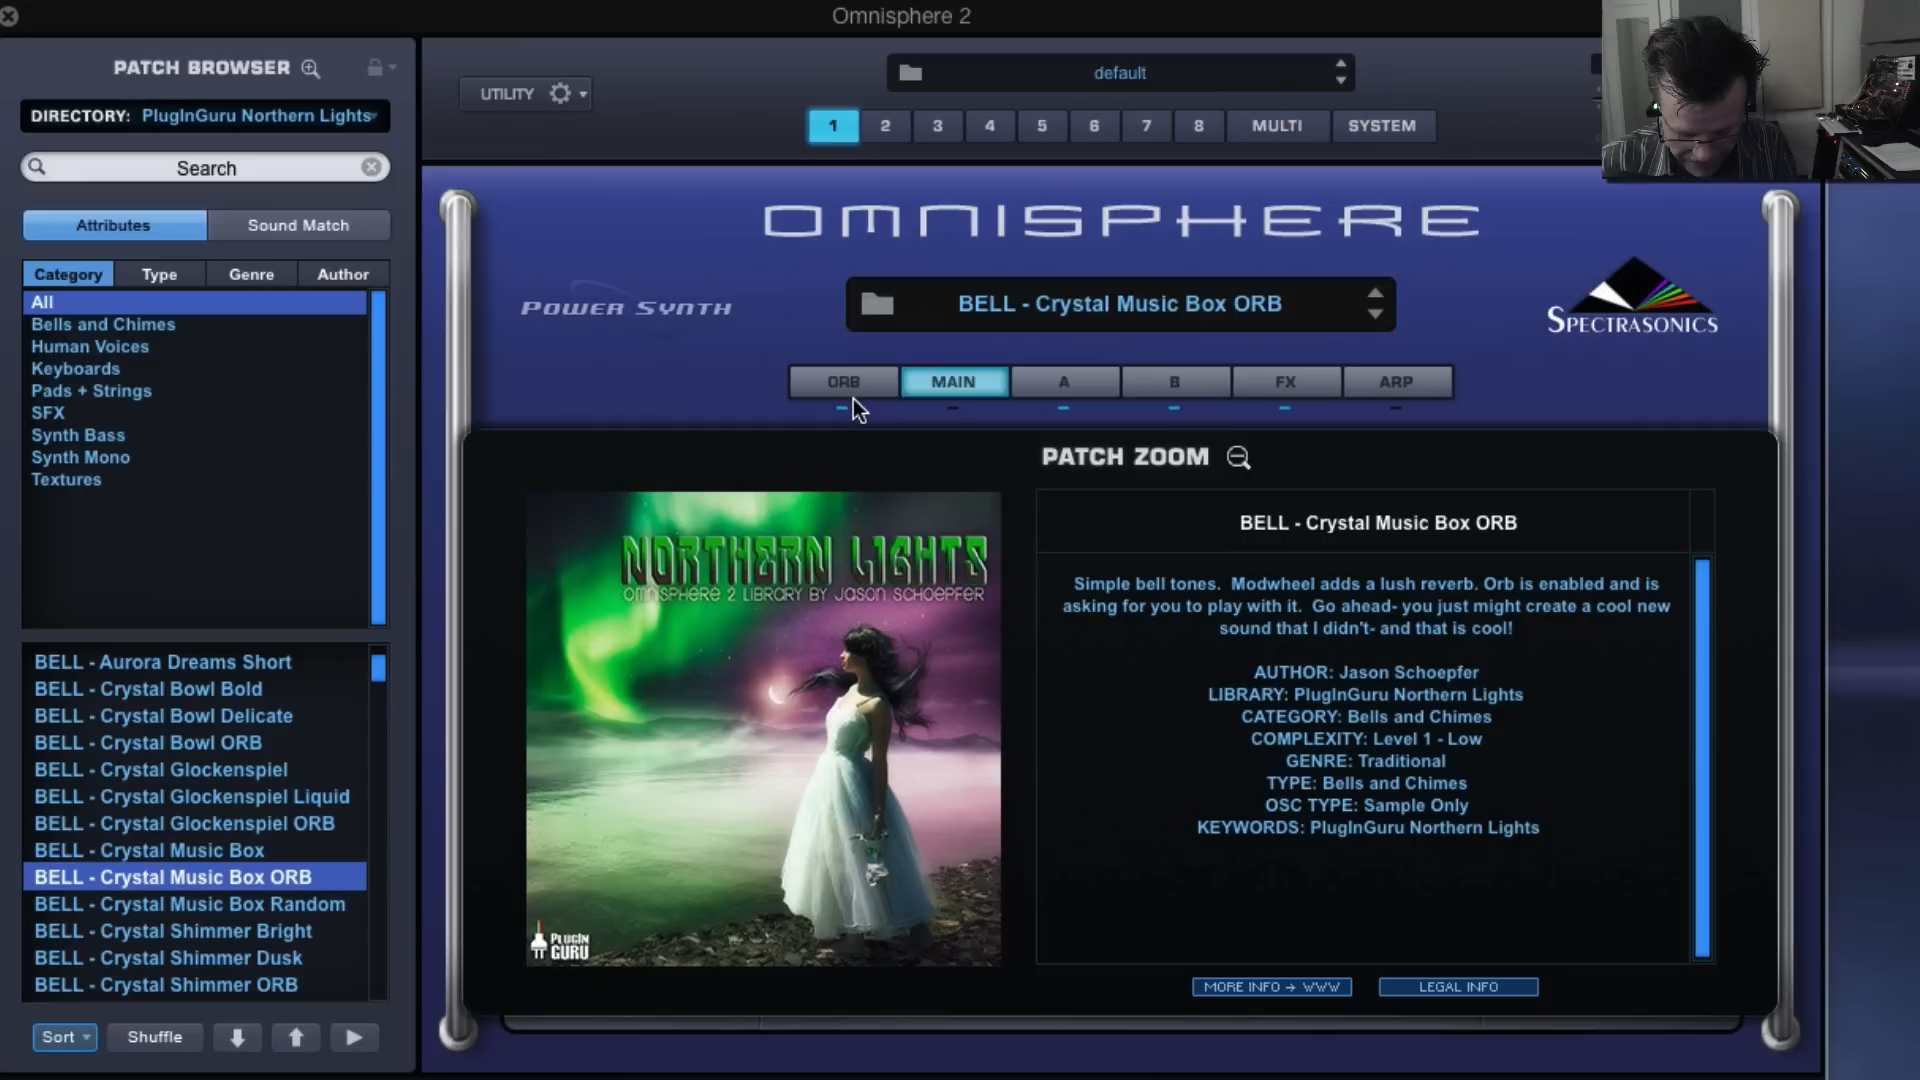 Omnisphere 2
PATCH BROWSER
DIRECTORY: PlugInGuru Northern Lights
Search
Attributes
Sound Match
Category
Type
Genre
Author
All
Bells and Chimes
Human Voices
Keyboards
Pads + Strings
SFX
Synth Bass
Synth Mono
Textures
BELL - Aurora Dreams Short
BELL - Crystal Bowl Bold
BELL - Crystal Bowl Delicate
BELL - Crystal Bowl ORB
BELL - Crystal Glockenspiel
BELL - Crystal Glockenspiel Liquid
BELL - Crystal Glockenspiel ORB
BELL - Crystal Music Box
BELL - Crystal Music Box ORB
BELL - Crystal Music Box Random
BELL - Crystal Shimmer Bright
BELL - Crystal Shimmer Dusk
BELL - Crystal Shimmer ORB
Sort
Shuffle
UTILITY
default
1 2 3 4 5 6 7 8 MULTI SYSTEM
OMNISPHERE
POWER SYNTH
BELL - Crystal Music Box ORB
SPECTRASONICS
ORB MAIN A B FX ARP
PATCH ZOOM
NORTHERN LIGHTS
OMNISPHERE 2 LIBRARY BY JASON SCHOEPFER
PLUGIN
GURU
BELL - Crystal Music Box ORB
Simple bell tones. Modwheel adds a lush reverb. Orb is enabled and is
asking for you to play with it. Go ahead- you just might create a cool new
sound that I didn't- and that is cool!
AUTHOR: Jason Schoepfer
LIBRARY: PlugInGuru Northern Lights
CATEGORY: Bells and Chimes
COMPLEXITY: Level 1 - Low
GENRE: Traditional
TYPE: Bells and Chimes
OSC TYPE: Sample Only
KEYWORDS: PlugInGuru Northern Lights
MORE INFO → WWW
LEGAL INFO